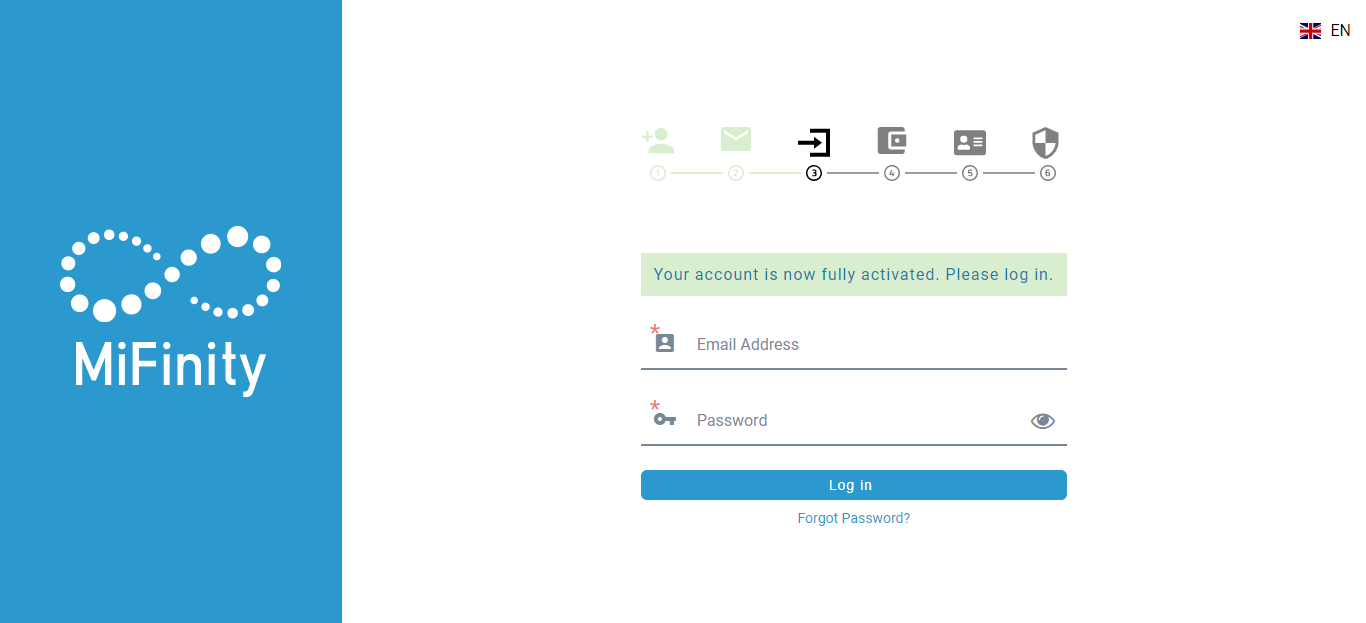 EN
1 2 3 4 5 6
MiFinity
Your account is now fully activated. Please log in.
* Email Address
* Password
Log in
Forgot Password?